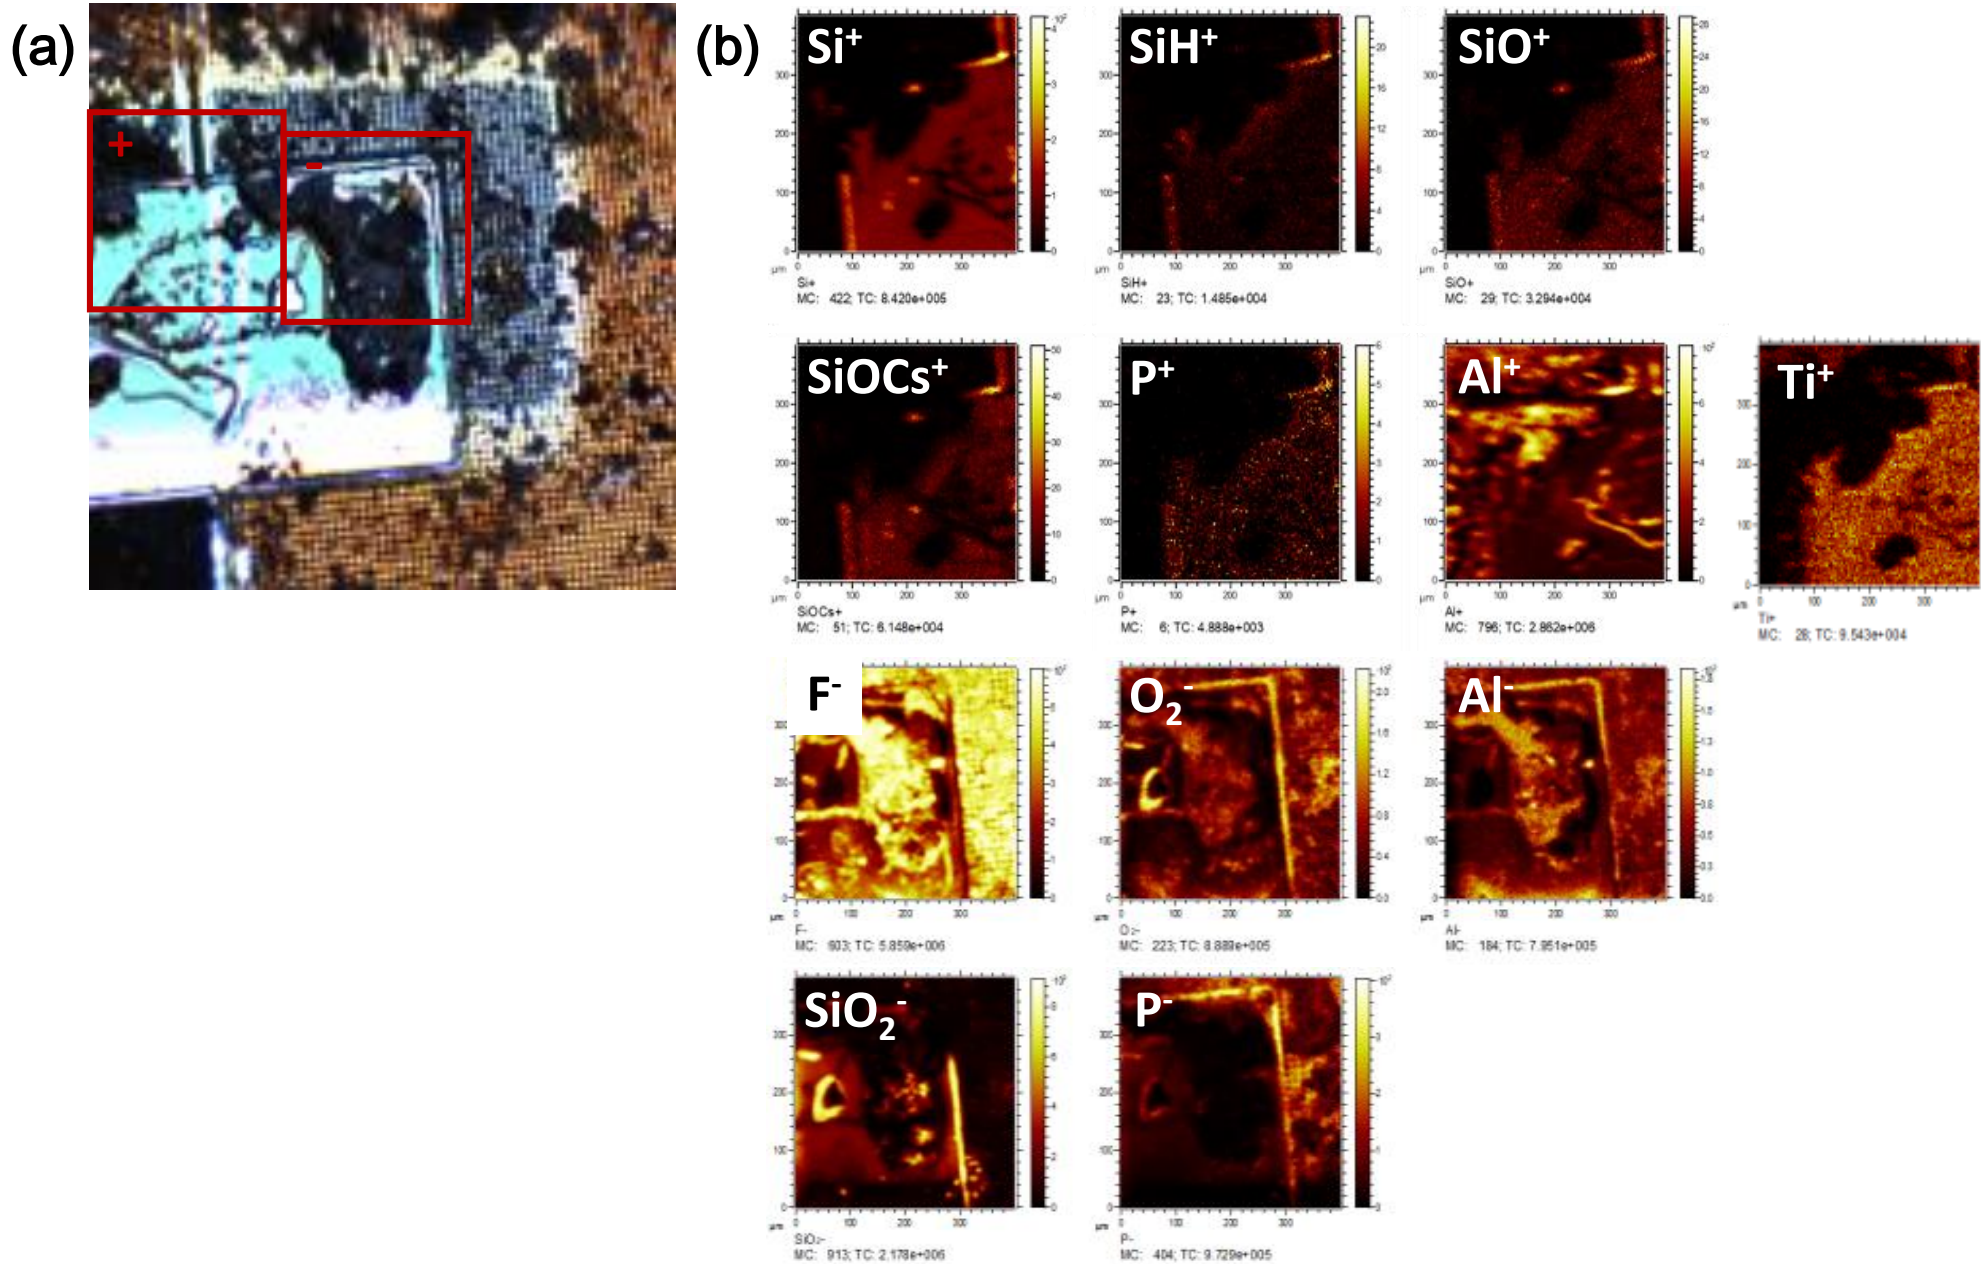 (a)
+
-
(b)
Si+
SiH+
SiO+
Si+
MC: 422; TC: 8.420e+005
SiH+
MC: 23; TC: 1.485e+004
SiO+
MC: 29; TC: 3.294e+004
SiOCs+
P+
Al+
Ti+
SiOCs+
MC: 51; TC: 6.148e+004
P+
MC: 6; TC: 4.888e+003
Al+
MC: 796; TC: 2.862e+006
Ti+
MC: 28; TC: 9.543e+004
F-
O2-
Al-
F-
MC: 603; TC: 5.859e+006
O2-
MC: 223; TC: 8.889e+005
Al-
MC: 184; TC: 7.951e+005
SiO2-
P-
SiO2-
MC: 913; TC: 2.178e+006
P-
MC: 404; TC: 9.729e+005